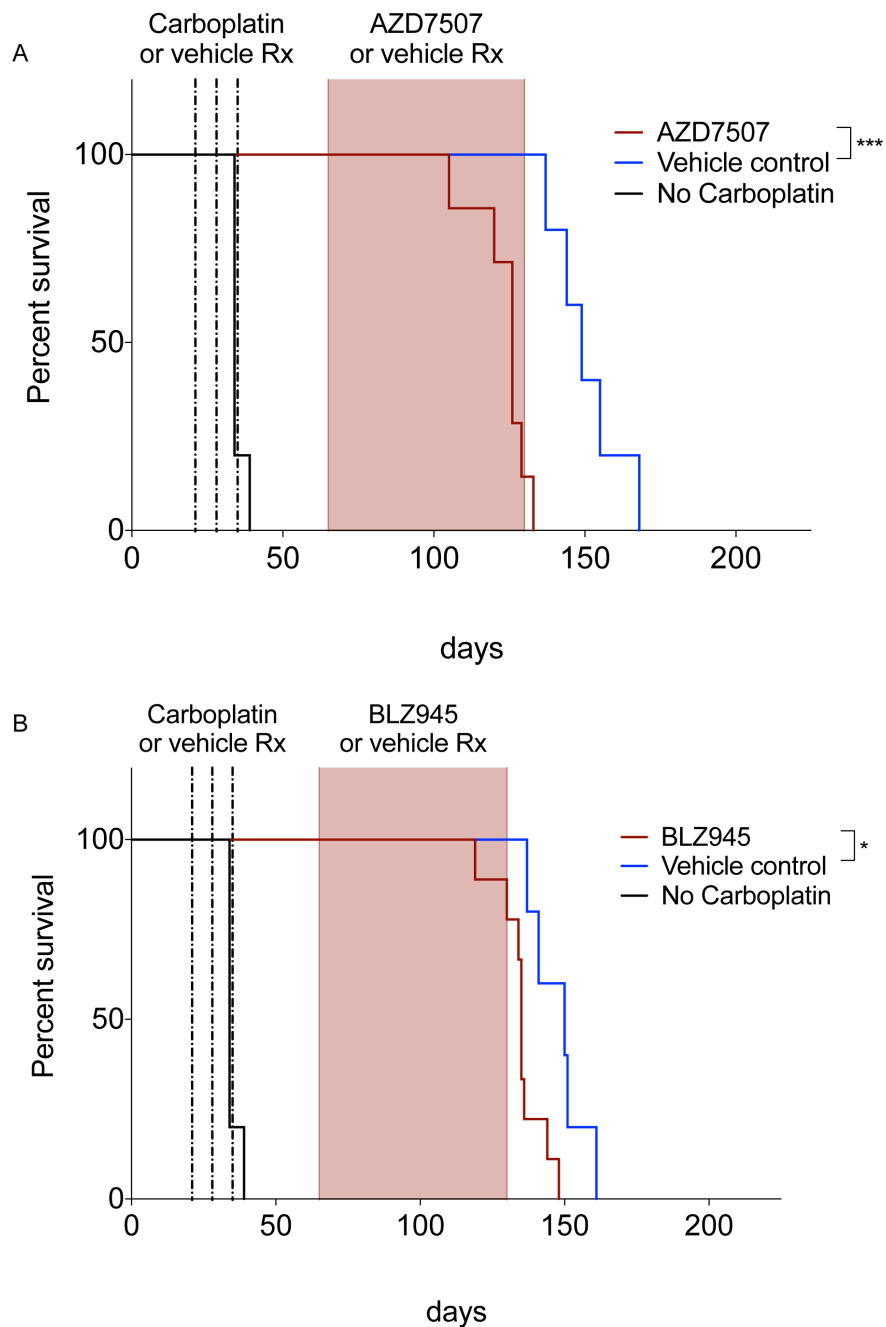 A
Carboplatin
or vehicle Rx
AZD7507
or vehicle Rx
AZD7507
Vehicle control
No Carboplatin
***
Percent survival
100
50
0
0 50 100 150 200
days
B
Carboplatin
or vehicle Rx
BLZ945
or vehicle Rx
BLZ945
Vehicle control
No Carboplatin
*
Percent survival
100
50
0
0 50 100 150 200
days